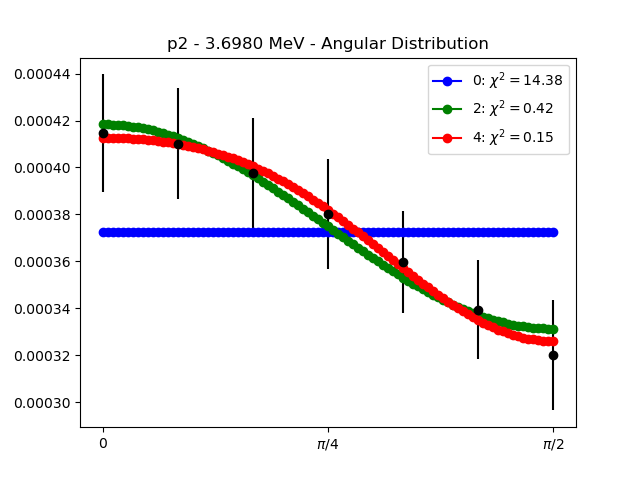 p2 - 3.6980 MeV - Angular Distribution
0.00044
0.00042
0.00040
0.00038
0.00036
0.00034
0.00032
0.00030
0: χ² = 14.38
2: χ² = 0.42
4: χ² = 0.15
0
π/4
π/2